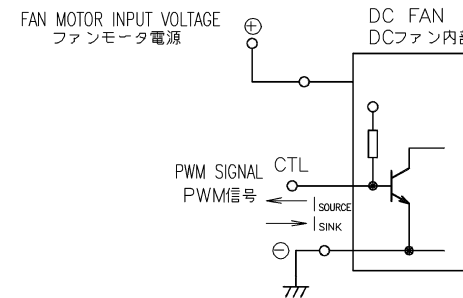 FAN MOTOR INPUT VOLTAGE
ファンモータ電源
DC FAN
DCファン内部
PWM SIGNAL
PWM信号
CTL
I SOURCE
I SINK